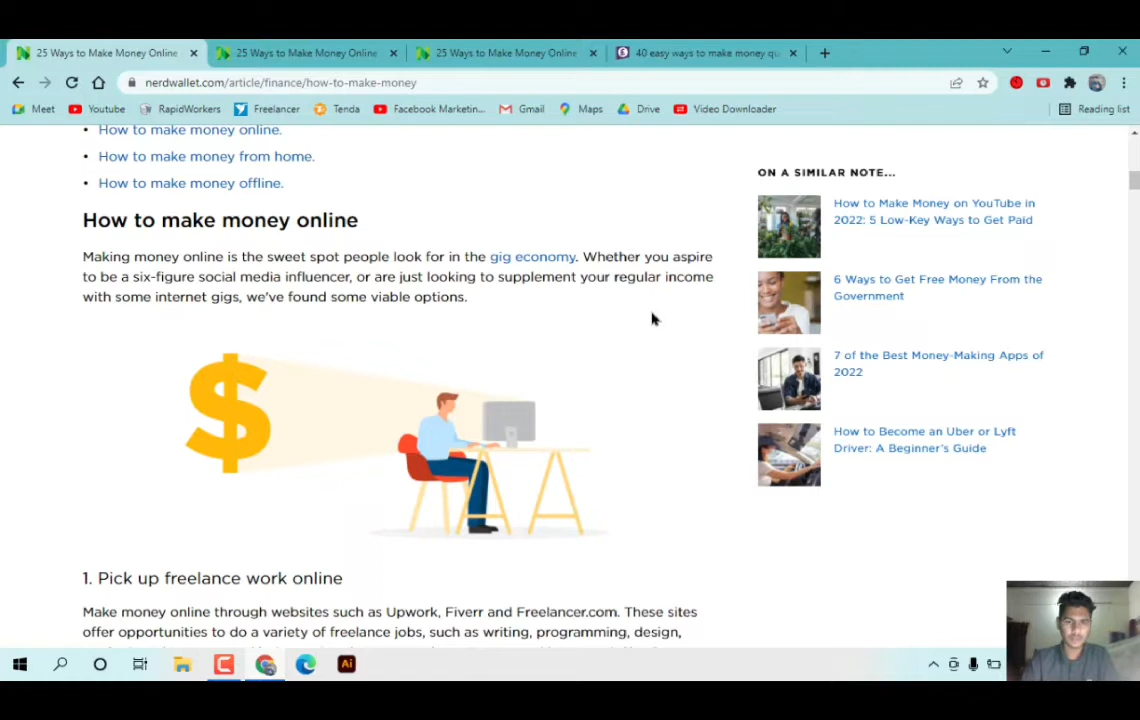 25 Ways to Make Money Online
25 Ways to Make Money Online
25 Ways to Make Money Online
40 easy ways to make money qu
nerdwallet.com/article/finance/how-to-make-money
Meet
Youtube
RapidWorkers
Freelancer
Tenda
Facebook Marketin...
Gmail
Maps
Drive
Video Downloader
Reading list
• How to make money online.
• How to make money from home.
• How to make money offline.
How to make money online
Making money online is the sweet spot people look for in the gig economy. Whether you aspire
to be a six-figure social media influencer, or are just looking to supplement your regular income
with some internet gigs, we've found some viable options.
$
1. Pick up freelance work online
Make money online through websites such as Upwork, Fiverr and Freelancer.com. These sites
offer opportunities to do a variety of freelance jobs, such as writing, programming, design,
ON A SIMILAR NOTE...
How to Make Money on YouTube in
2022: 5 Low-Key Ways to Get Paid
6 Ways to Get Free Money From the
Government
7 of the Best Money-Making Apps of
2022
How to Become an Uber or Lyft
Driver: A Beginner's Guide
Ai